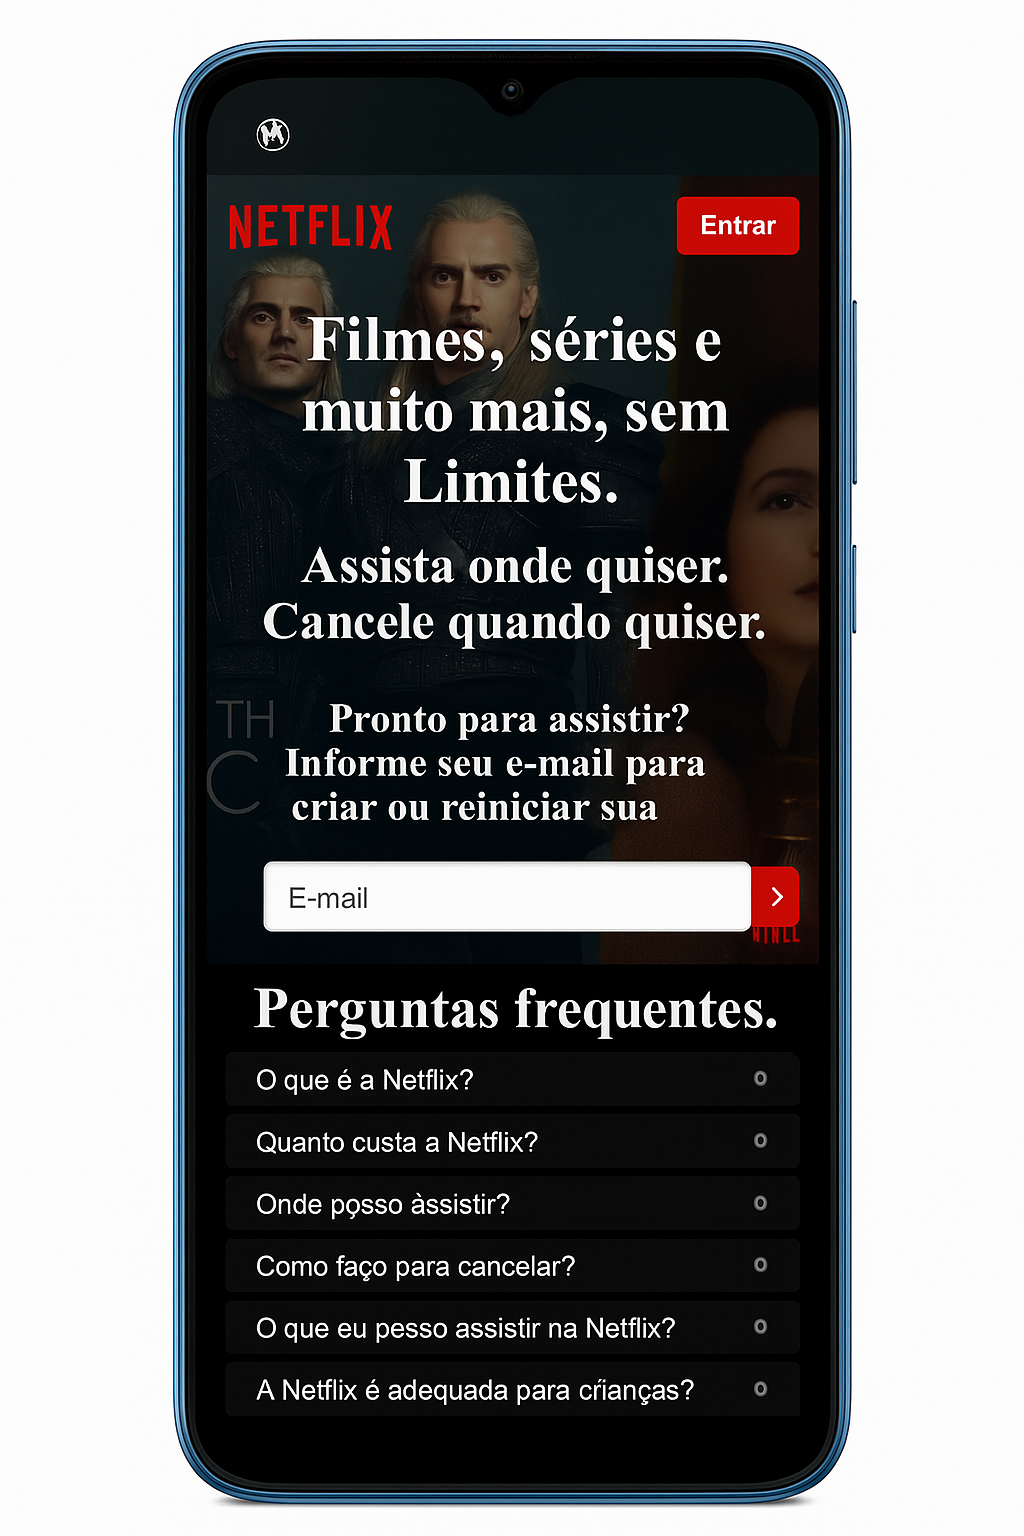 NETFLIX
Entrar
Filmes, séries e
muito mais, sem
Limites.
Assista onde quiser.
Cancele quando quiser.
TH
Pronto para assistir?
Informe seu e-mail para
C
criar ou reiniciar sua
E-mail
Perguntas frequentes.
O que é a Netflix?
o
Quanto custa a Netflix?
o
Onde pọsso àssistir?
o
Como faço para cancelar?
o
O que eu pesso assistir na Netflix?
o
A Netflix é adequada para crianças?
o